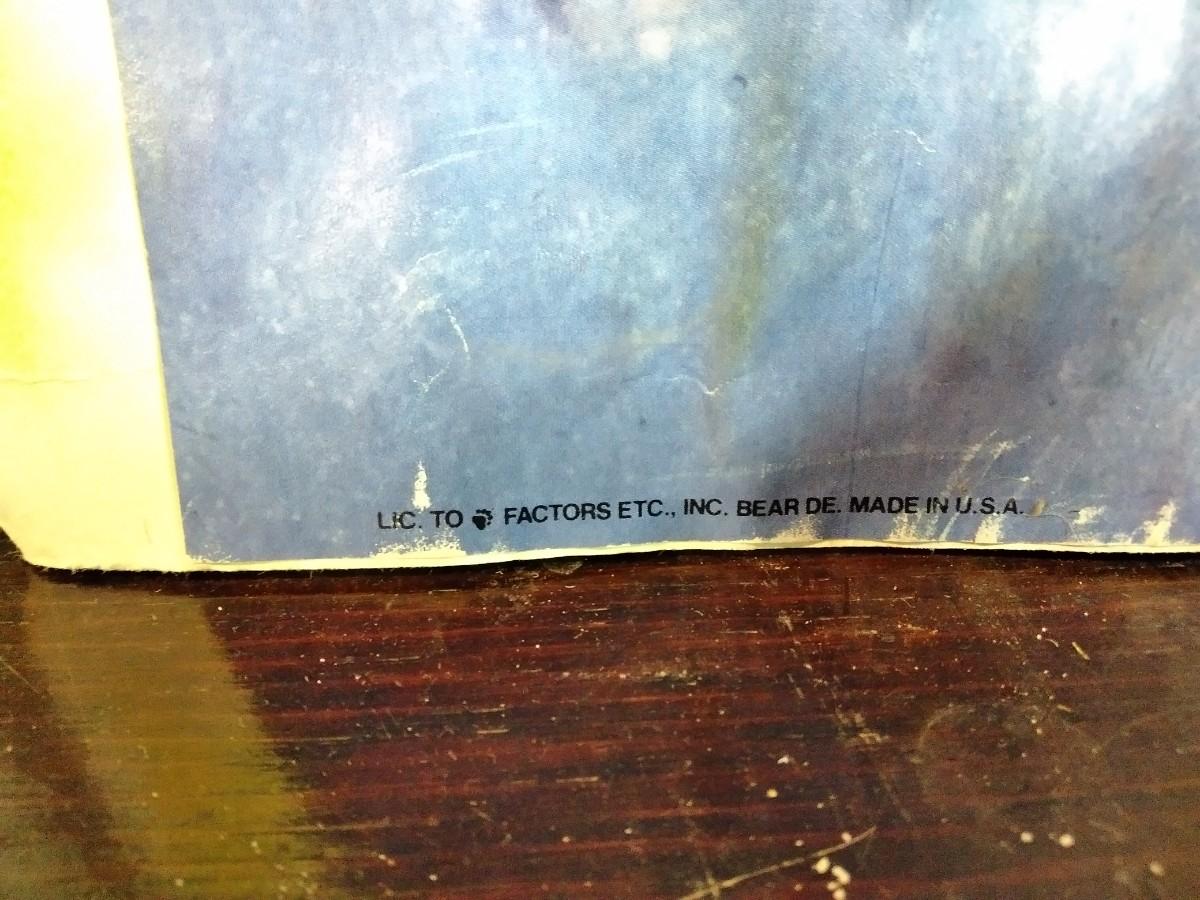 LIC. TO FACTORS ETC., INC. BEAR DE. MADE IN U.S.A.